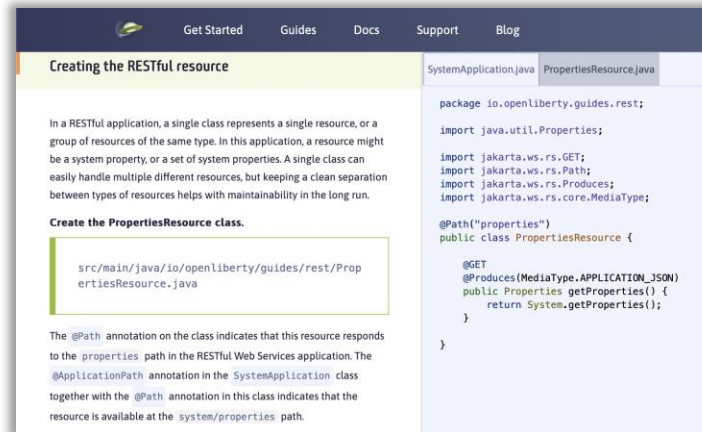 Get Started Guides Docs Support Blog
Creating the RESTful resource
In a RESTful application, a single class represents a single resource, or a
group of resources of the same type. In this application, a resource might
be a system property, or a set of system properties. A single class can
easily handle multiple different resources, but keeping a clean separation
between types of resources helps with maintainability in the long run.
Create the PropertiesResource class.
src/main/java/io/openliberty/guides/rest/Prop
ertiesResource.java
The @Path annotation on the class indicates that this resource responds
to the properties path in the RESTful Web Services application. The
@ApplicationPath annotation in the SystemApplication class
together with the @Path annotation in this class indicates that the
resource is available at the system/properties path.
SystemApplication.java PropertiesResource.java
package io.openliberty.guides.rest;
import java.util.Properties;
import jakarta.ws.rs.GET;
import jakarta.ws.rs.Path;
import jakarta.ws.rs.Produces;
import jakarta.ws.rs.core.MediaType;
@Path("properties")
public class PropertiesResource {
@GET
@Produces(MediaType.APPLICATION_JSON)
public Properties getProperties() {
return System.getProperties();
}
}